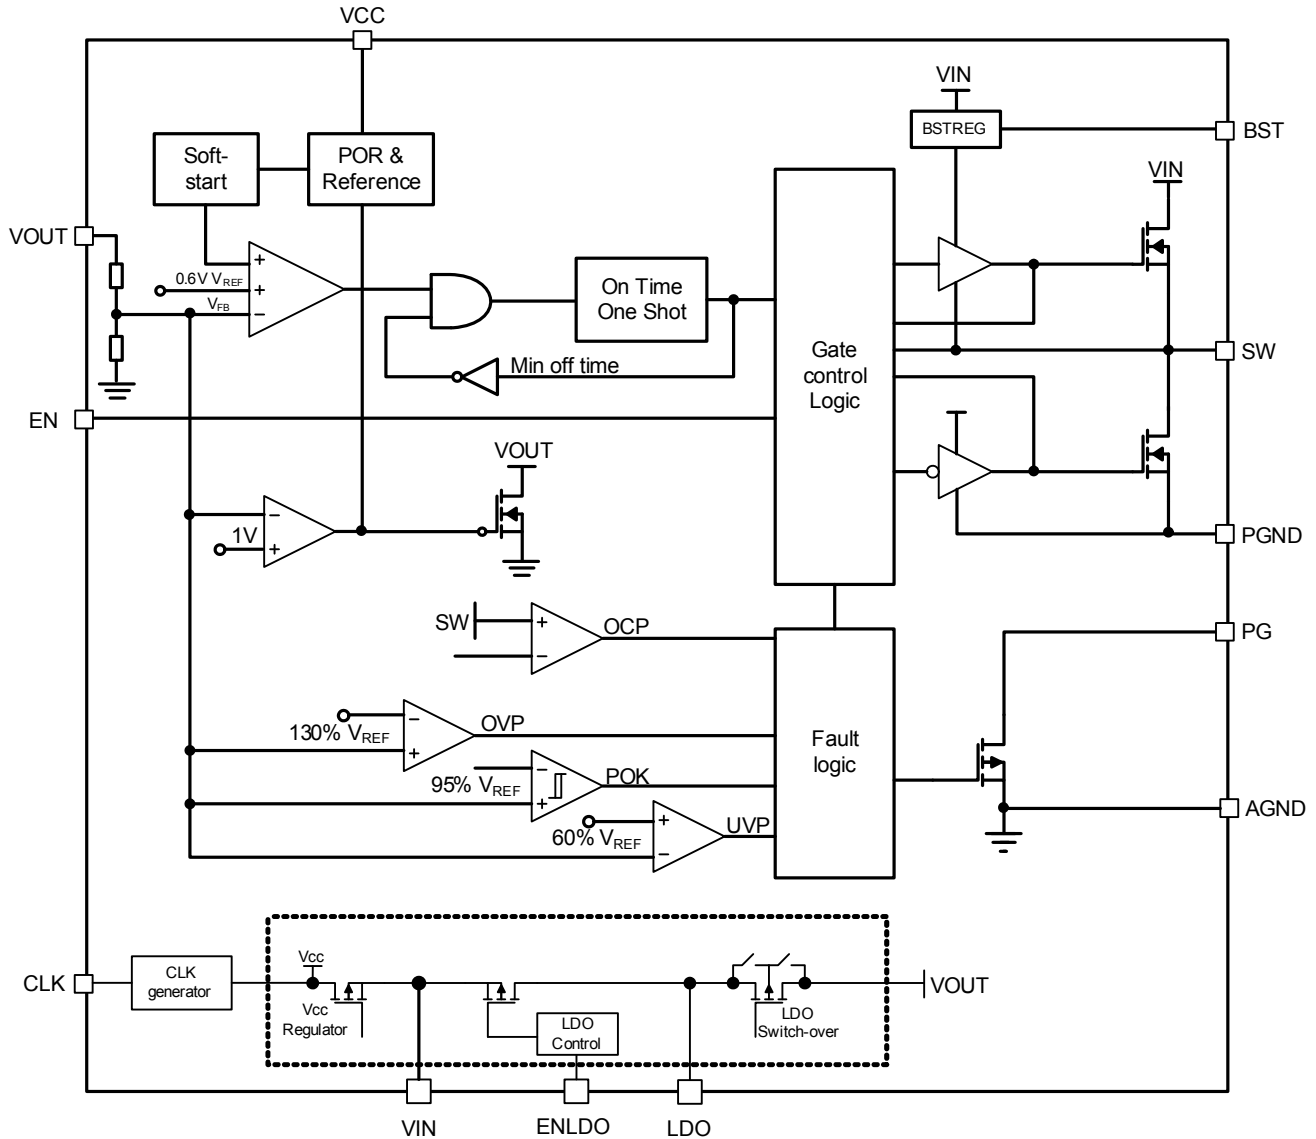 VCC
VIN
BSTREG
BST
Soft-
start
POR &
Reference
VIN
VOUT
0.6V VREF
VFB
+
+
−
On Time
One Shot
Min off time
Gate
control
Logic
SW
EN
VOUT
−
1V
+
PGND
SW
+
−
OCP
PG
130% VREF
−
+
OVP
Fault
logic
95% VREF
−
+
POK
60% VREF
+
−
UVP
AGND
CLK
CLK
generator
Vcc
Vcc
Regulator
LDO
Control
LDO
Switch-over
VOUT
VIN
ENLDO
LDO